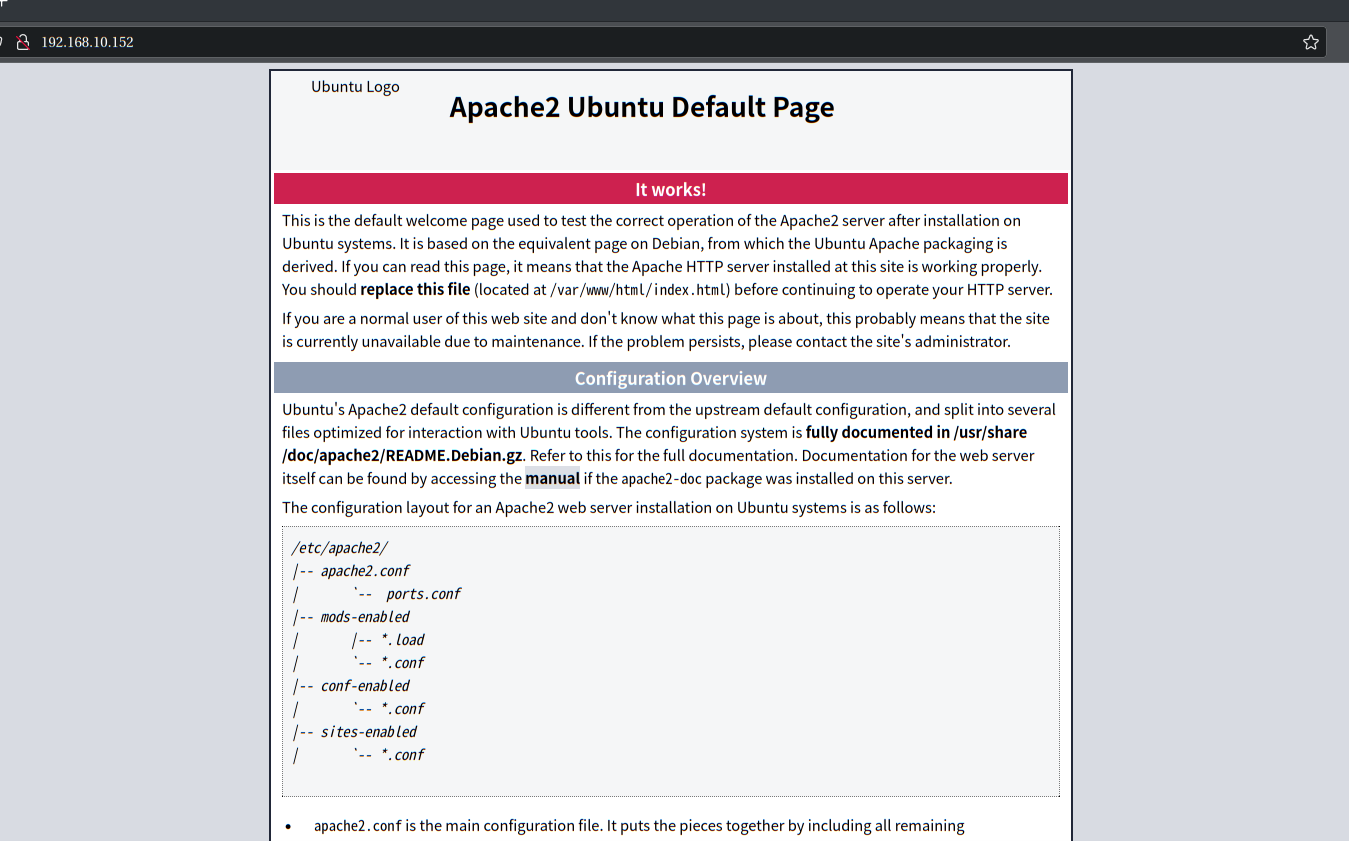 192.168.10.152
Ubuntu Logo
Apache2 Ubuntu Default Page
It works!
This is the default welcome page used to test the correct operation of the Apache2 server after installation on
Ubuntu systems. It is based on the equivalent page on Debian, from which the Ubuntu Apache packaging is
derived. If you can read this page, it means that the Apache HTTP server installed at this site is working properly.
You should replace this file (located at /var/www/html/index.html) before continuing to operate your HTTP server.
If you are a normal user of this web site and don't know what this page is about, this probably means that the site
is currently unavailable due to maintenance. If the problem persists, please contact the site's administrator.
Configuration Overview
Ubuntu's Apache2 default configuration is different from the upstream default configuration, and split into several
files optimized for interaction with Ubuntu tools. The configuration system is fully documented in /usr/share
/doc/apache2/README.Debian.gz. Refer to this for the full documentation. Documentation for the web server
itself can be found by accessing the manual if the apache2-doc package was installed on this server.
The configuration layout for an Apache2 web server installation on Ubuntu systems is as follows:
/etc/apache2/
|-- apache2.conf
|       `--  ports.conf
|-- mods-enabled
|       |-- *.load
|       `-- *.conf
|-- conf-enabled
|       `-- *.conf
|-- sites-enabled
|       `-- *.conf
• apache2.conf is the main configuration file. It puts the pieces together by including all remaining